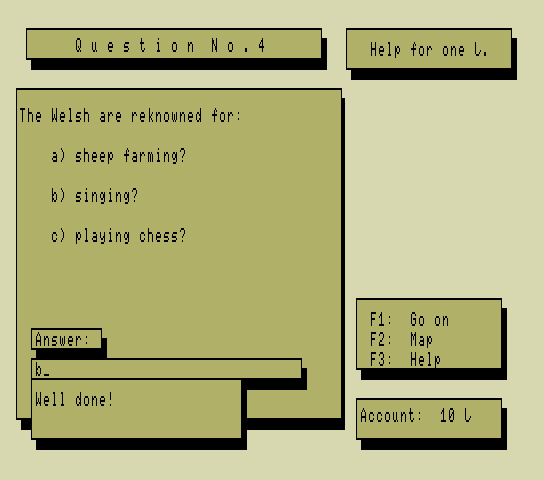 Question No.4
Help for one ㄥ.
The Welsh are reknowned for:
a) sheep farming?
b) singing?
c) playing chess?
Answer:
b_
Well done!
F1: Go on
F2: Map
F3: Help
Account: 10 ㄥ